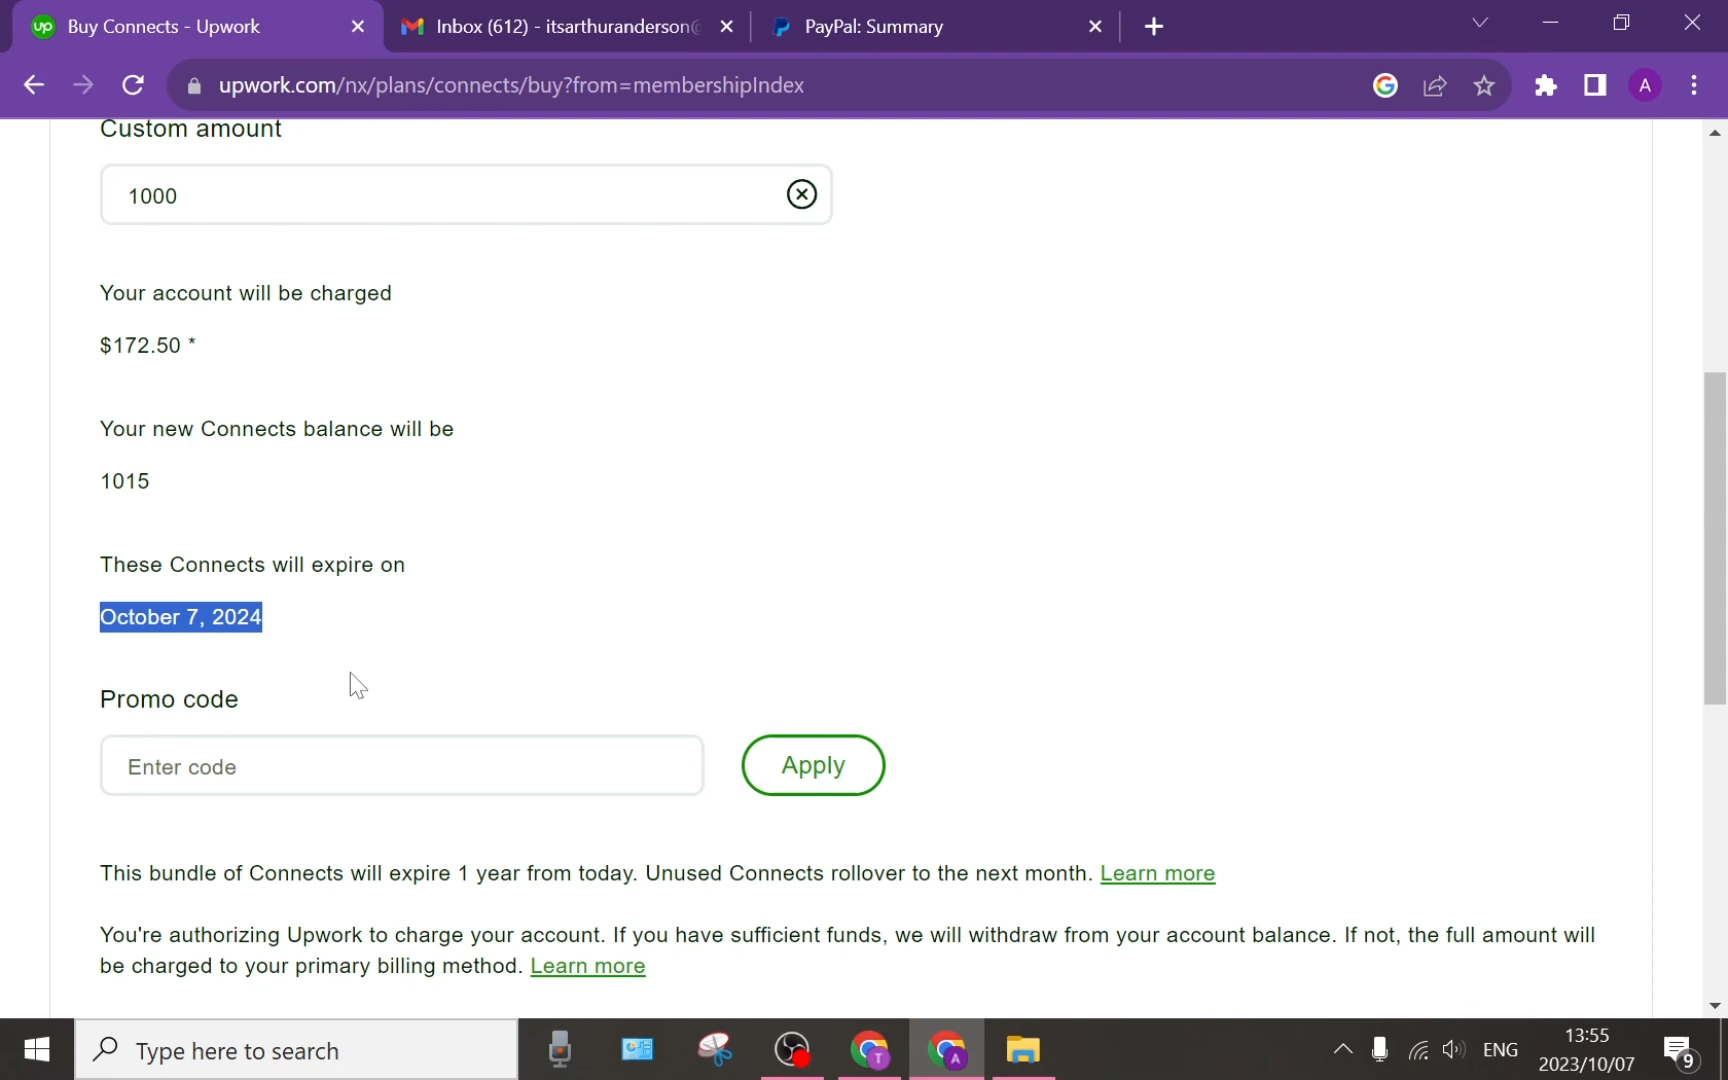 Buy Connects - Upwork
Inbox (612) - itsarthuranderson@
PayPal: Summary
upwork.com/nx/plans/connects/buy?from=membershipIndex
A
Custom amount
1000
Your account will be charged
$172.50 *
Your new Connects balance will be
1015
These Connects will expire on
October 7, 2024
Promo code
Enter code
Apply
This bundle of Connects will expire 1 year from today. Unused Connects rollover to the next month. Learn more
You're authorizing Upwork to charge your account. If you have sufficient funds, we will withdraw from your account balance. If not, the full amount will
be charged to your primary billing method. Learn more
Type here to search
T
A
ENG
13:55
2023/10/07
9